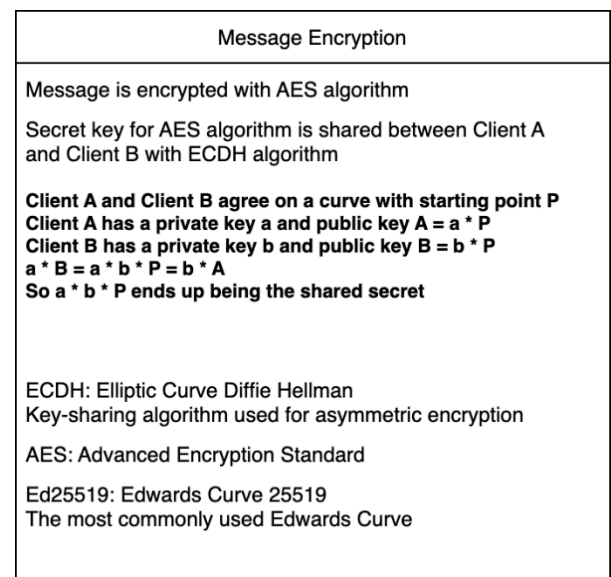 Message Encryption
Message is encrypted with AES algorithm
Secret key for AES algorithm is shared between Client A
and Client B with ECDH algorithm
Client A and Client B agree on a curve with starting point P
Client A has a private key a and public key A = a * P
Client B has a private key b and public key B = b * P
a * B = a * b * P = b * A
So a * b * P ends up being the shared secret
ECDH: Elliptic Curve Diffie Hellman
Key-sharing algorithm used for asymmetric encryption
AES: Advanced Encryption Standard
Ed25519: Edwards Curve 25519
The most commonly used Edwards Curve